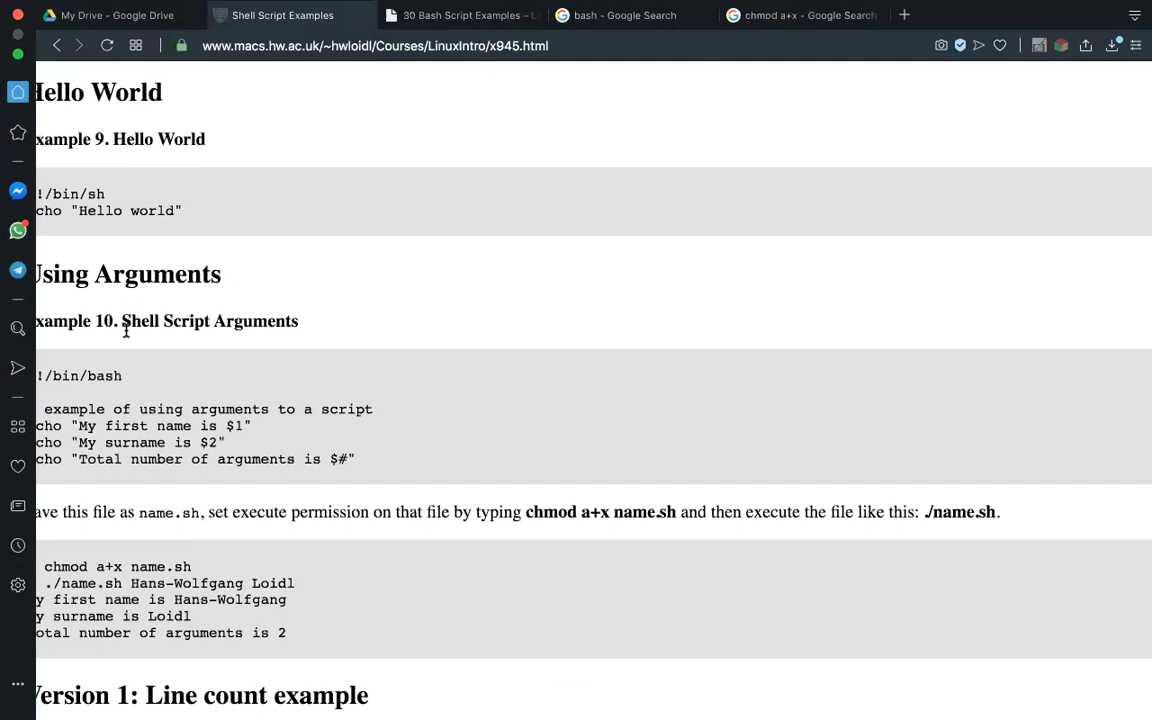 My Drive - Google Drive
Shell Script Examples
30 Bash Script Examples – L
bash - Google Search
chmod a+x - Google Search
www.macs.hw.ac.uk/~hwloidl/Courses/LinuxIntro/x945.html
Hello World
xample 9. Hello World
!/bin/sh
cho "Hello world"
Using Arguments
xample 10. Shell Script Arguments
!/bin/bash
example of using arguments to a script
cho "My first name is $1"
cho "My surname is $2"
cho "Total number of arguments is $#"
ave this file as name.sh, set execute permission on that file by typing chmod a+x name.sh and then execute the file like this: ./name.sh.
chmod a+x name.sh
./name.sh Hans-Wolfgang Loidl
y first name is Hans-Wolfgang
y surname is Loidl
otal number of arguments is 2
Version 1: Line count example